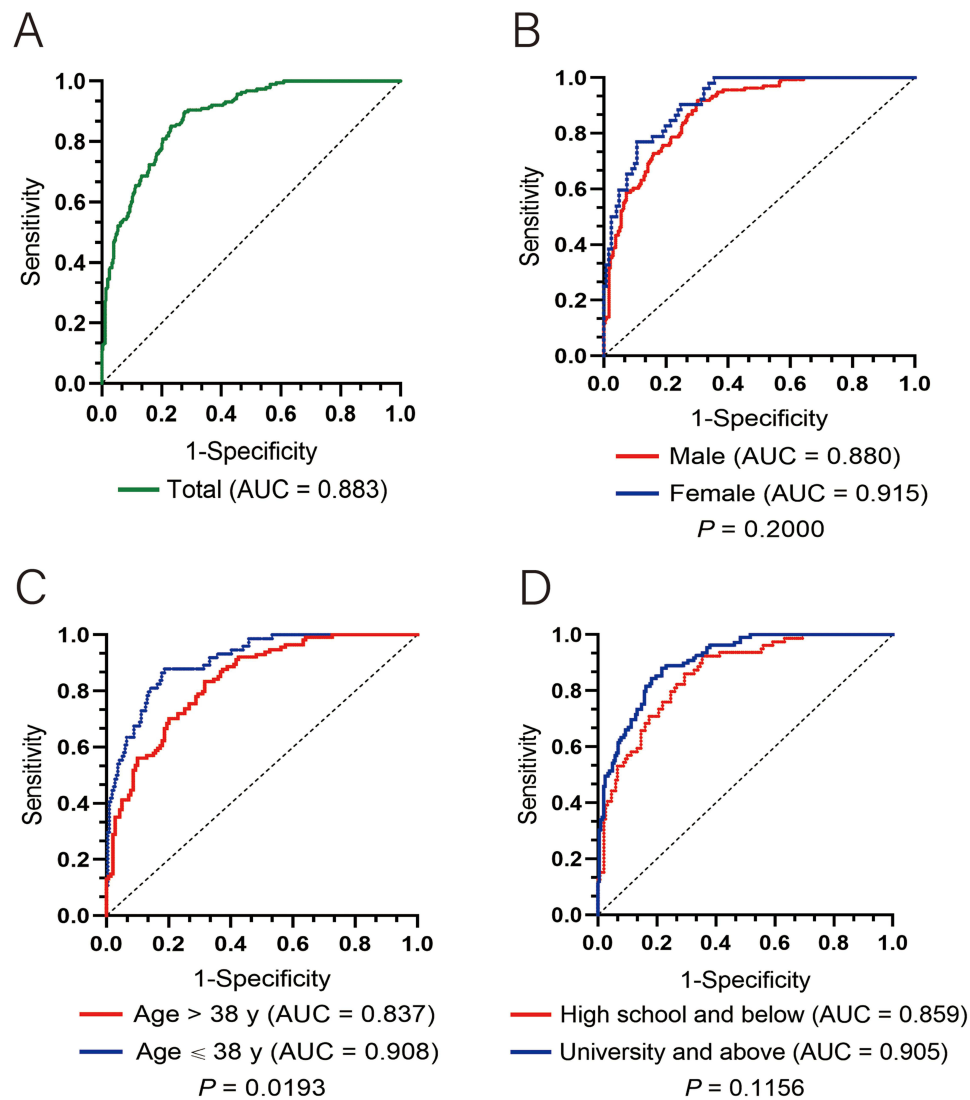 A
Sensitivity
1.0
0.8
0.6
0.4
0.2
0.0
0.0 0.2 0.4 0.6 0.8 1.0
1-Specificity
Total (AUC = 0.883)
B
Sensitivity
1.0
0.8
0.6
0.4
0.2
0.0
0.0 0.2 0.4 0.6 0.8 1.0
1-Specificity
Male (AUC = 0.880)
Female (AUC = 0.915)
P = 0.2000
C
Sensitivity
1.0
0.8
0.6
0.4
0.2
0.0
0.0 0.2 0.4 0.6 0.8 1.0
1-Specificity
Age > 38 y (AUC = 0.837)
Age ⩽ 38 y (AUC = 0.908)
P = 0.0193
D
Sensitivity
1.0
0.8
0.6
0.4
0.2
0.0
0.0 0.2 0.4 0.6 0.8 1.0
1-Specificity
High school and below (AUC = 0.859)
University and above (AUC = 0.905)
P = 0.1156